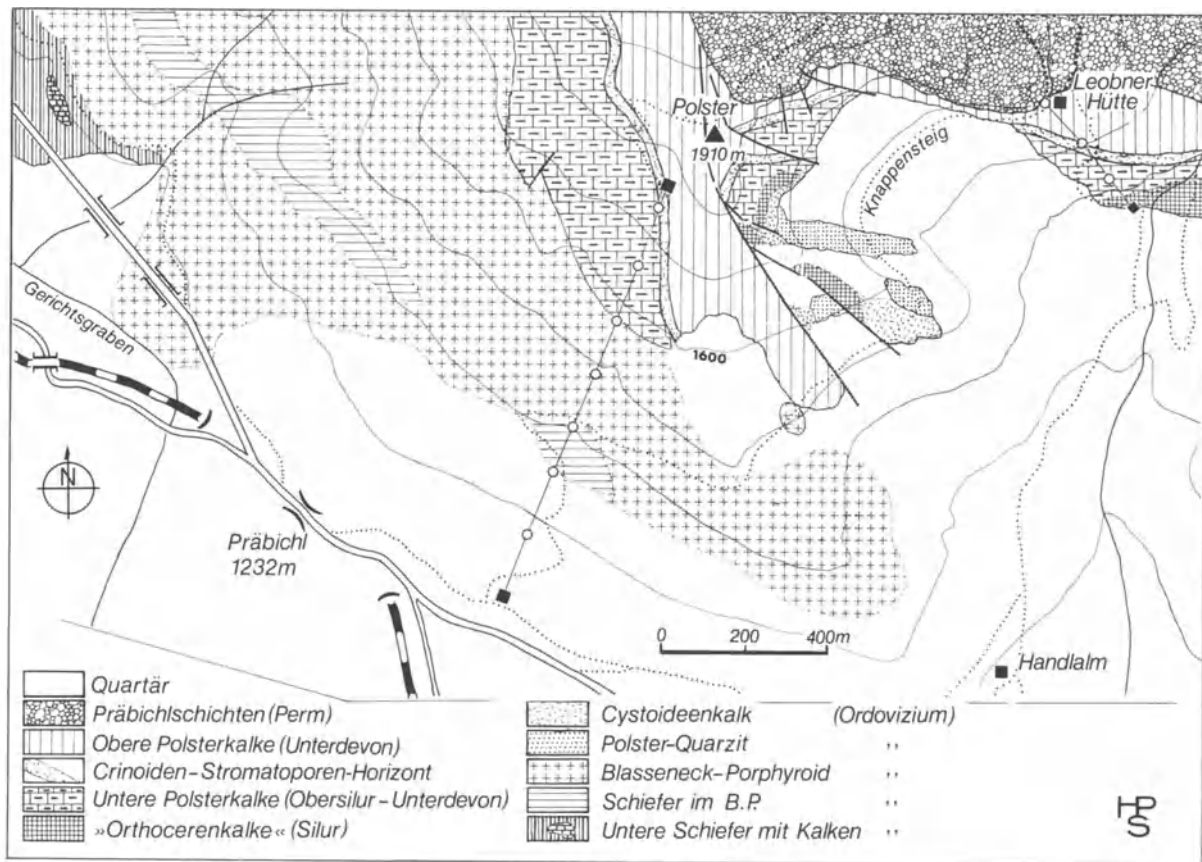 Polster
1910 m
Leobner-
Hütte
Knappensteig
Gerichtsgraben
1600
N
Präbichl
1232m
0 200 400m
Handlalm
Quartär
Präbichlschichten (Perm)
Obere Polsterkalke (Unterdevon)
Crinoiden-Stromatoporen-Horizont
Untere Polsterkalke (Obersilur-Unterdevon)
»Orthocerenkalke« (Silur)
Cystoideenkalk (Ordovizium)
Polster-Quarzit ,,
Blasseneck-Porphyroid ,,
Schiefer im B.P. ,,
Untere Schiefer mit Kalken ,,
HPS